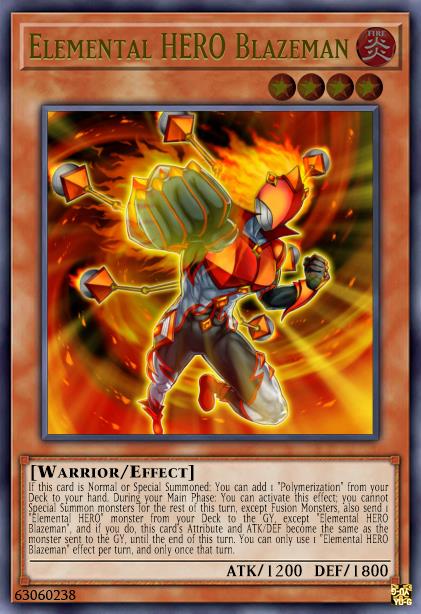 Elemental HERO Blazeman
FIRE
炎
[Warrior/Effect]
If this card is Normal or Special Summoned: You can add 1 "Polymerization" from your
Deck to your hand. During your Main Phase: You can activate this effect; you cannot
Special Summon monsters for the rest of this turn, except Fusion Monsters, also send 1
"Elemental HERO" monster from your Deck to the GY, except "Elemental HERO
Blazeman", and if you do, this card's Attribute and ATK/DEF become the same as the
monster sent to the GY, until the end of this turn. You can only use 1 "Elemental HERO
Blazeman" effect per turn, and only once that turn.
ATK/1200 DEF/1800
63060238